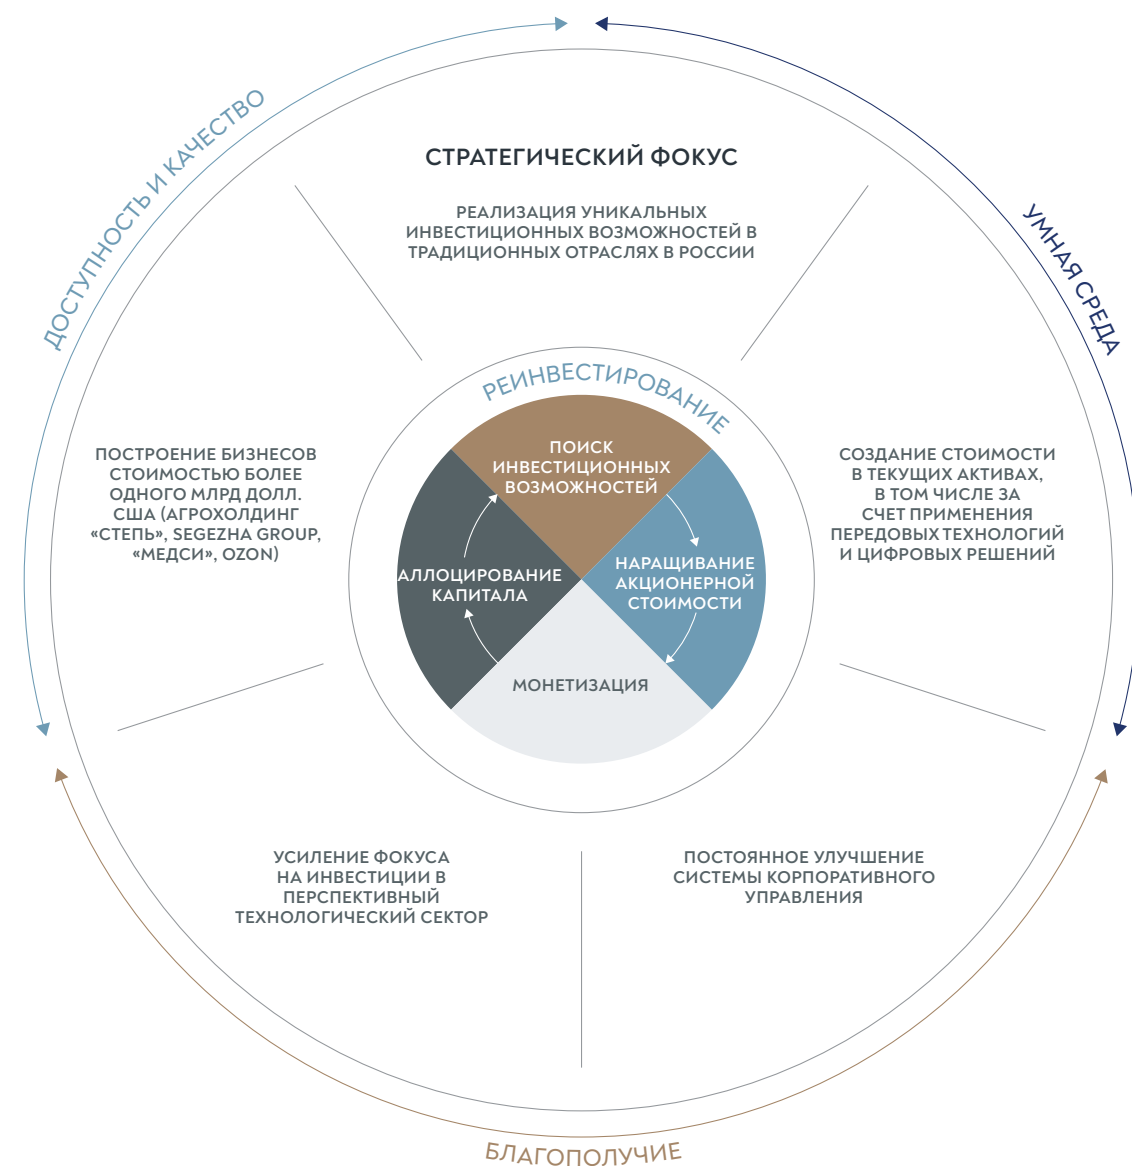 ДОСТУПНОСТЬ И КАЧЕСТВО
УМНАЯ СРЕДА
СТРАТЕГИЧЕСКИЙ ФОКУС
РЕАЛИЗАЦИЯ УНИКАЛЬНЫХ
ИНВЕСТИЦИОННЫХ ВОЗМОЖНОСТЕЙ В
ТРАДИЦИОННЫХ ОТРАСЛЯХ В РОССИИ
РЕИНВЕСТИРОВАНИЕ
ПОИСК
ИНВЕСТИЦИОННЫХ
ВОЗМОЖНОСТЕЙ
ПОСТРОЕНИЕ БИЗНЕСОВ
СТОИМОСТЬЮ БОЛЕЕ
ОДНОГО МЛРД ДОЛЛ.
США (АГРОХОЛДИНГ
«СТЕПЬ», SEGEZHA GROUP,
«МЕДСИ», OZON)
СОЗДАНИЕ СТОИМОСТИ
В ТЕКУЩИХ АКТИВАХ,
В ТОМ ЧИСЛЕ ЗА
СЧЕТ ПРИМЕНЕНИЯ
ПЕРЕДОВЫХ ТЕХНОЛОГИЙ
И ЦИФРОВЫХ РЕШЕНИЙ
АЛЛОЦИРОВАНИЕ
КАПИТАЛА
НАРАЩИВАНИЕ
АКЦИОНЕРНОЙ
СТОИМОСТИ
МОНЕТИЗАЦИЯ
УСИЛЕНИЕ ФОКУСА
НА ИНВЕСТИЦИИ В
ПЕРСПЕКТИВНЫЙ
ТЕХНОЛОГИЧЕСКИЙ СЕКТОР
ПОСТОЯННОЕ УЛУЧШЕНИЕ
СИСТЕМЫ КОРПОРАТИВНОГО
УПРАВЛЕНИЯ
БЛАГОПОЛУЧИЕ